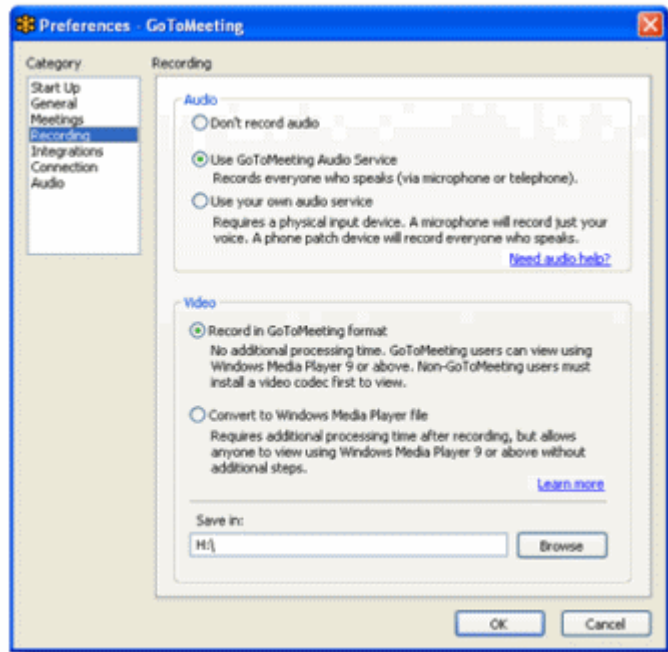 Preferences - GoToMeeting
Category
Recording
Start Up
General
Meetings
Recording
Integrations
Connection
Audio
Audio
Don't record audio
Use GoToMeeting Audio Service
Records everyone who speaks (via microphone or telephone).
Use your own audio service
Requires a physical input device. A microphone will record just your
voice. A phone patch device will record everyone who speaks.
Need audio help?
Video
Record in GoToMeeting format
No additional processing time. GoToMeeting users can view using
Windows Media Player 9 or above. Non-GoToMeeting users must
install a video codec first to view.
Convert to Windows Media Player file
Requires additional processing time after recording, but allows
anyone to view using Windows Media Player 9 or above without
additional steps.
Learn more
Save in:
H:\
Browse
OK
Cancel